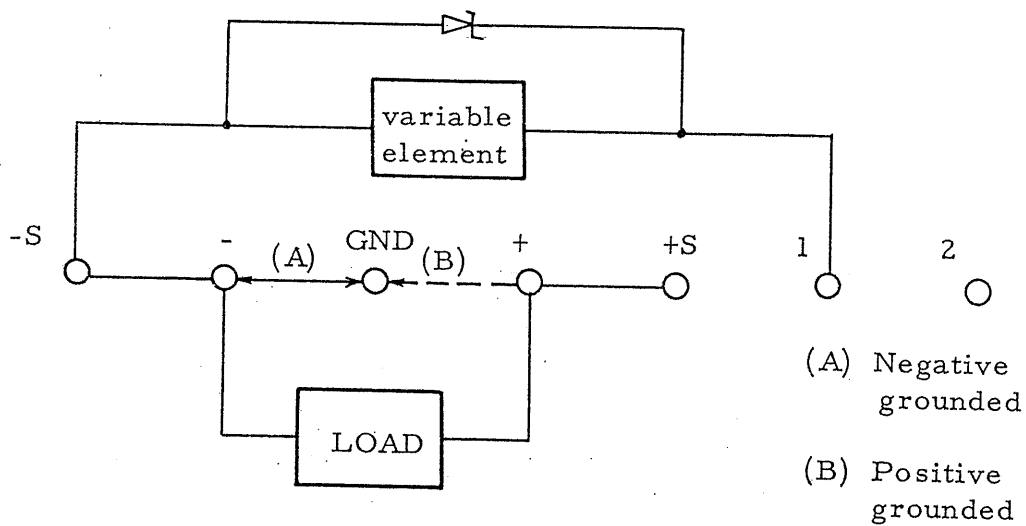 variable
element
-S
-
(A)
GND
(B)
+
+S
1
2
(A) Negative
grounded
LOAD
(B) Positive
grounded